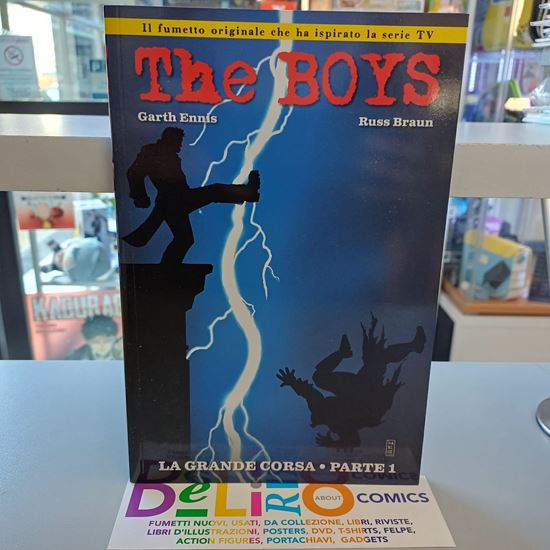 Il fumetto originale che ha ispirato la serie TV
The BOYS
Garth Ennis Russ Braun
KAGURA
LA GRANDE CORSA • PARTE 1
DeLiRiO ABOUT COMICS
FUMETTI NUOVI, USATI, DA COLLEZIONE, LIBRI, RIVISTE,
LIBRI D'ILLUSTRAZIONI, POSTERS, DVD, T-SHIRTS, FELPE,
ACTION FIGURES, PORTACHIAVI, GADGETS